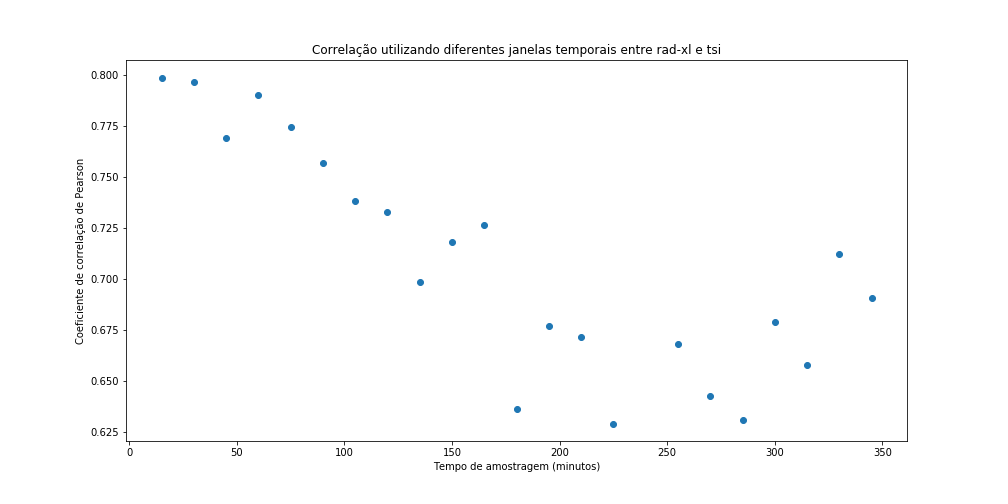 Correlação utilizando diferentes janelas temporais entre rad-xl e tsi
Coeficiente de correlação de Pearson
0.800
0.775
0.750
0.725
0.700
0.675
0.650
0.625
0 50 100 150 200 250 300 350
Tempo de amostragem (minutos)